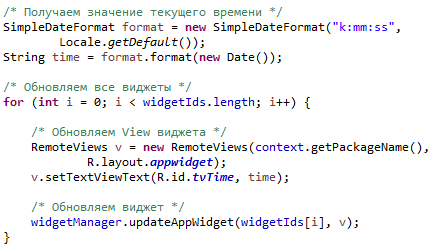 /* Получаем значение текущего времени */
SimpleDateFormat format = new SimpleDateFormat("k:mm:ss",
        Locale.getDefault());
String time = format.format(new Date());

/* Обновляем все виджеты */
for (int i = 0; i < widgetIds.length; i++) {

    /* Обновляем View виджета */
    RemoteViews v = new RemoteViews(context.getPackageName(),
            R.layout.appwidget);
    v.setTextViewText(R.id.tvTime, time);

    /* Обновляем виджет */
    widgetManager.updateAppWidget(widgetIds[i], v);
}